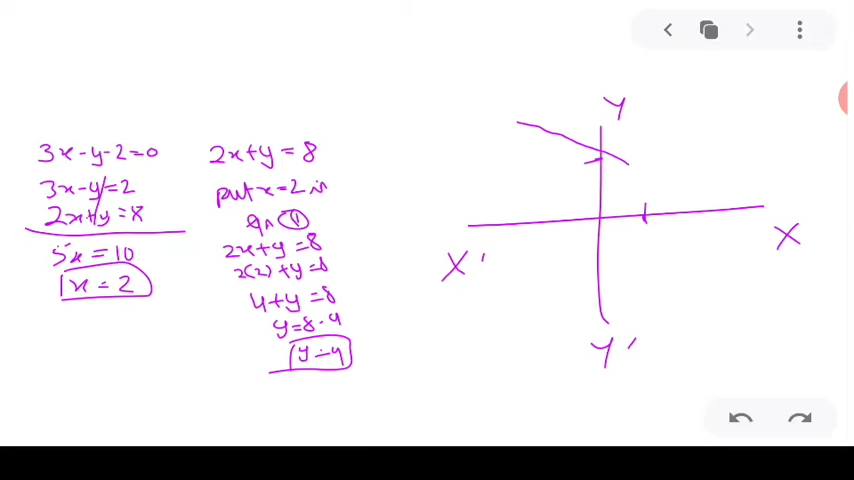 3x-y-2=0
3x-y=2
2x+y=8
5x=10
x=2
2x+y=8
put x=2 in
qn ①
2x+y=8
2(2)+y=8
4+y=8
y=8-4
y=4
Y
X
X'
Y'